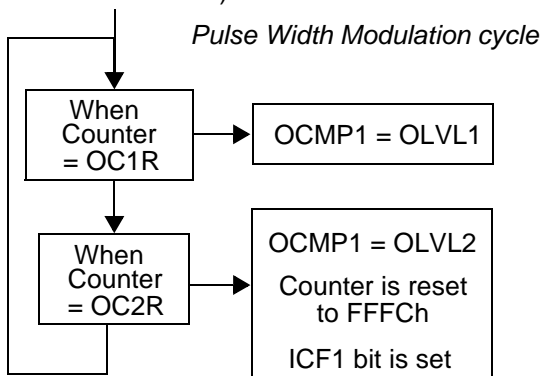 Pulse Width Modulation cycle
When
Counter
= OC1R
OCMP1 = OLVL1
When
Counter
= OC2R
OCMP1 = OLVL2
Counter is reset
to FFFCh
ICF1 bit is set